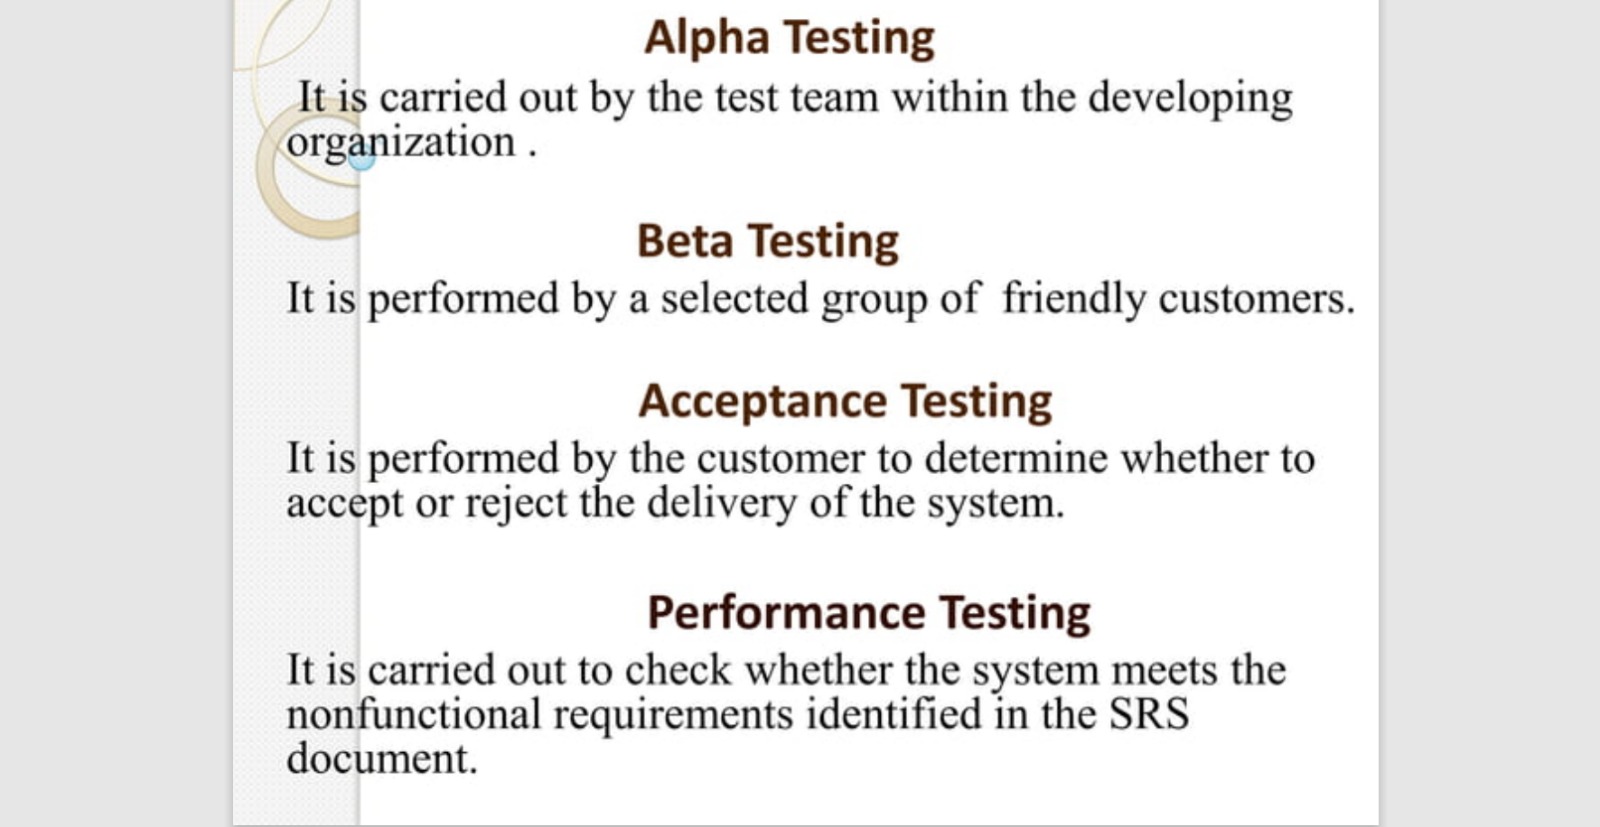 Alpha Testing
It is carried out by the test team within the developing
organization .
Beta Testing
It is performed by a selected group of  friendly customers.
Acceptance Testing
It is performed by the customer to determine whether to
accept or reject the delivery of the system.
Performance Testing
It is carried out to check whether the system meets the
nonfunctional requirements identified in the SRS
document.